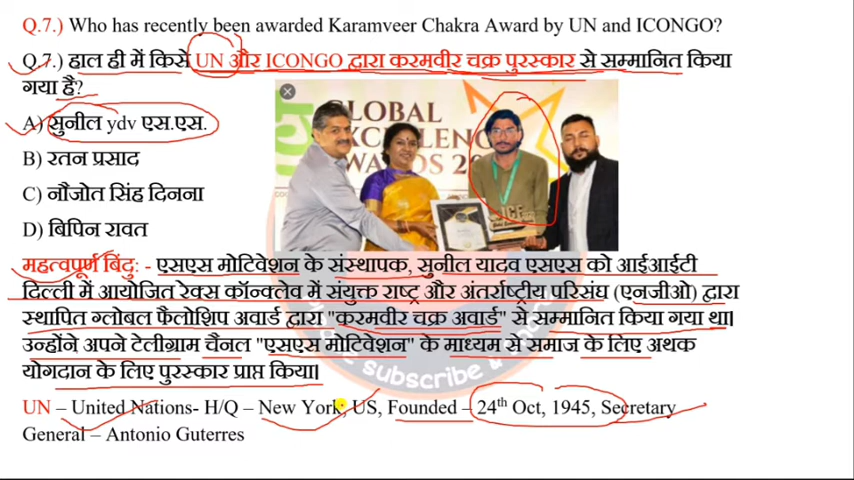 Q.7.) Who has recently been awarded Karamveer Chakra Award by UN and ICONGO?
Q.7.) हाल ही में किसे UN और ICONGO द्वारा करमवीर चक्र पुरस्कार से सम्मानित किया
गया है?
A) सुनील ydv एस.एस.
B) रतन प्रसाद
C) नौजोत सिंह दिनना
D) बिपिन रावत
GLOBAL
EXCELLENC
AWARDS 20
महत्वपूर्ण बिंदु: - एसएस मोटिवेशन के संस्थापक, सुनील यादव एसएस को आईआईटी
दिल्ली में आयोजित रेक्स कॉन्क्लेव में संयुक्त राष्ट्र और अंतर्राष्ट्रीय परिसंघ (एनजीओ) द्वारा
स्थापित ग्लोबल फैलोशिप अवार्ड द्वारा "करमवीर चक्र अवार्ड" से सम्मानित किया गया था।
उन्होंने अपने टेलीग्राम चैनल "एसएस मोटिवेशन" के माध्यम से समाज के लिए अथक
योगदान के लिए पुरस्कार प्राप्त किया।
subscribe
UN – United Nations- H/Q – New York, US, Founded – 24th Oct, 1945, Secretary
General – Antonio Guterres